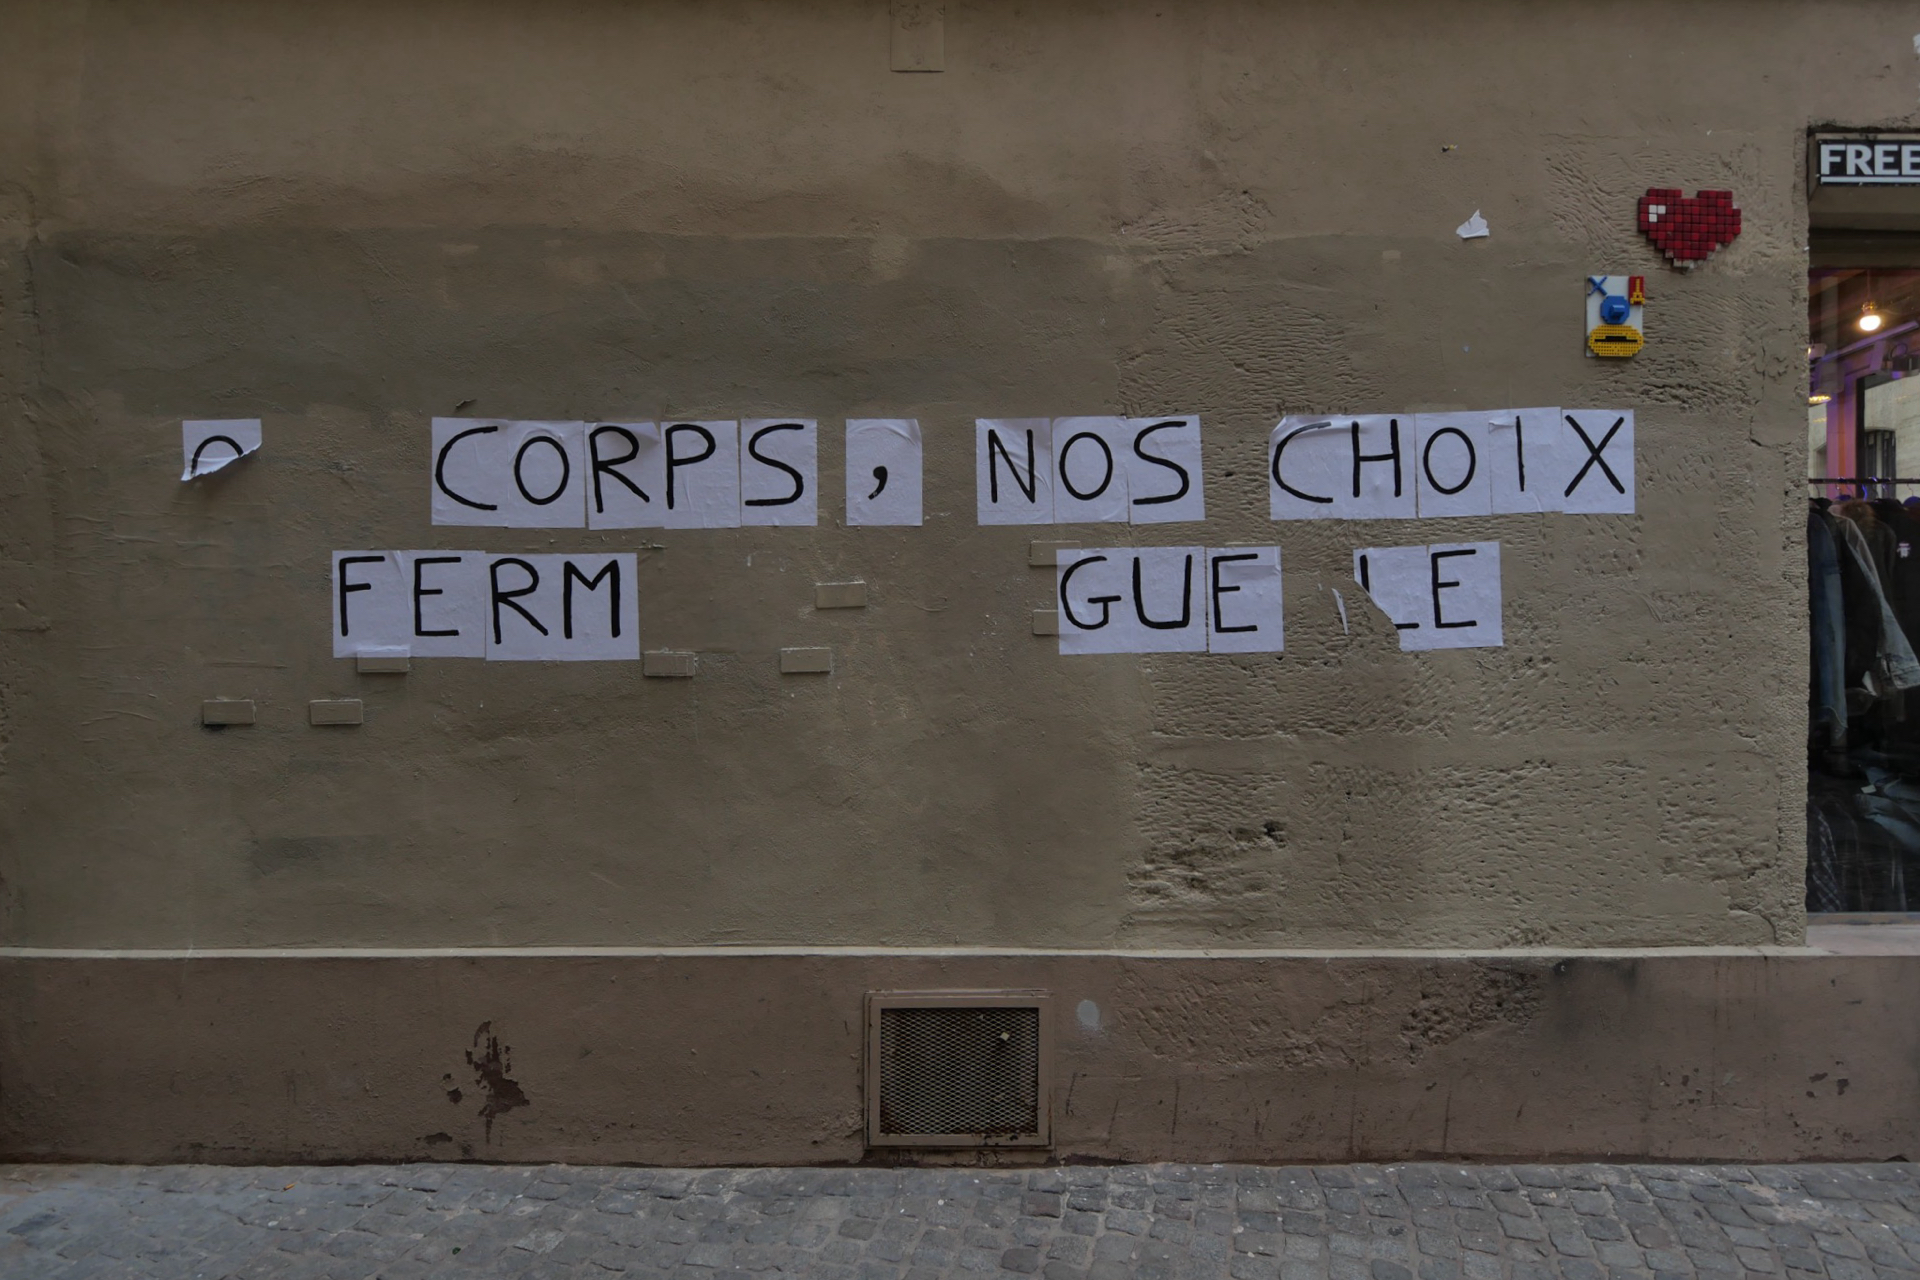 FREE
CORPS, NOS CHOIX
FERM GUE LE